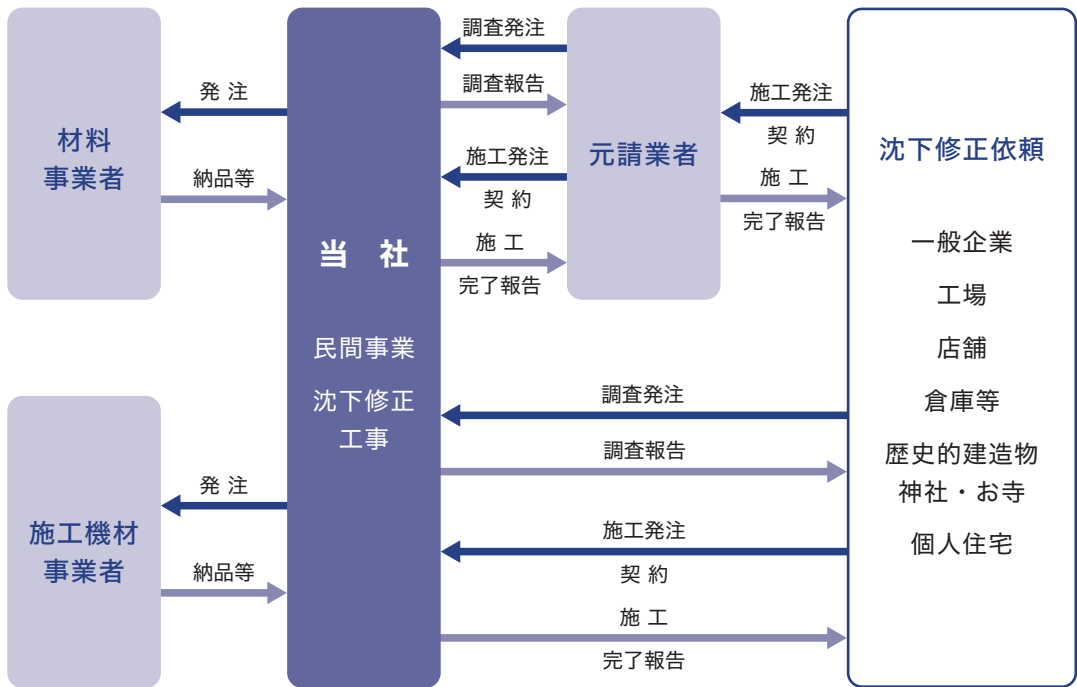 材料
事業者
発 注
納品等
施工機材
事業者
発 注
納品等
当 社
民間事業
沈下修正
工事
調査発注
調査報告
施工発注
契 約
施 工
完了報告
元請業者
施工発注
契 約
施 工
完了報告
調査発注
調査報告
施工発注
契 約
施 工
完了報告
沈下修正依頼
一般企業
工場
店舗
倉庫等
歴史的建造物
神社・お寺
個人住宅